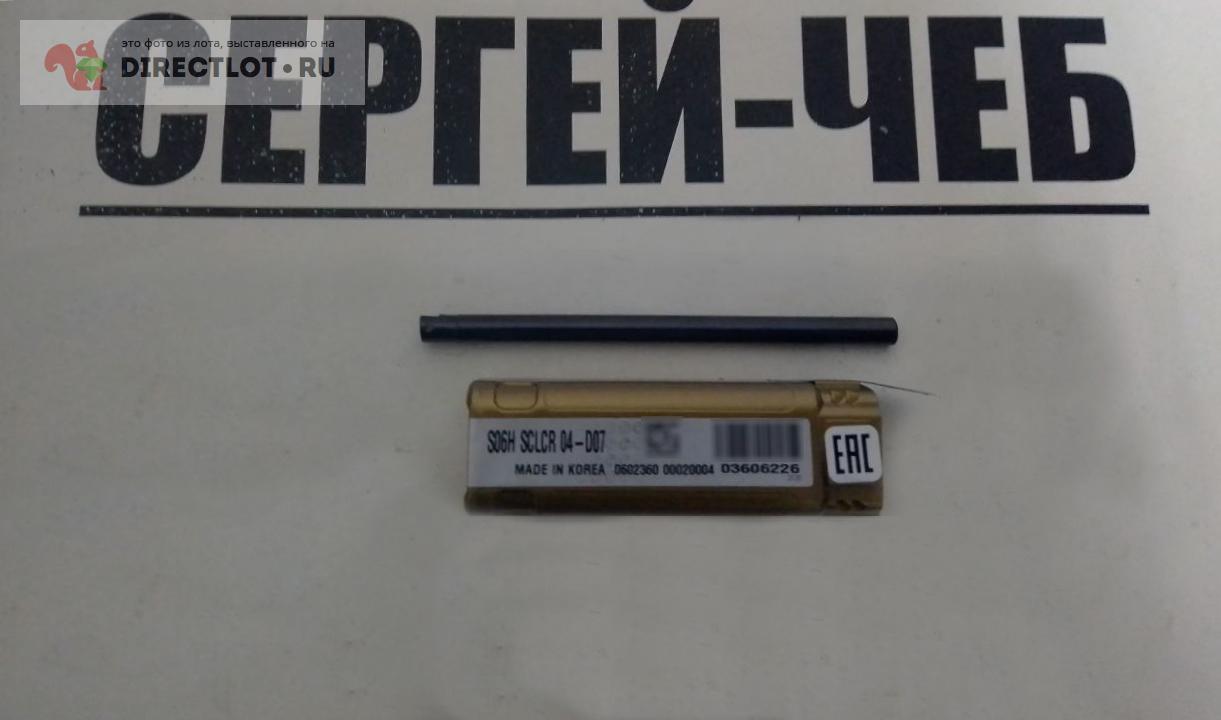 СЕРГЕЙ-ЧЕБ
это фото из лота, выставленного на
DIRECTLOT.RU
S06H SCLCR 04-D07
MADE IN KOREA 0602360 00020004 03606226
EAC